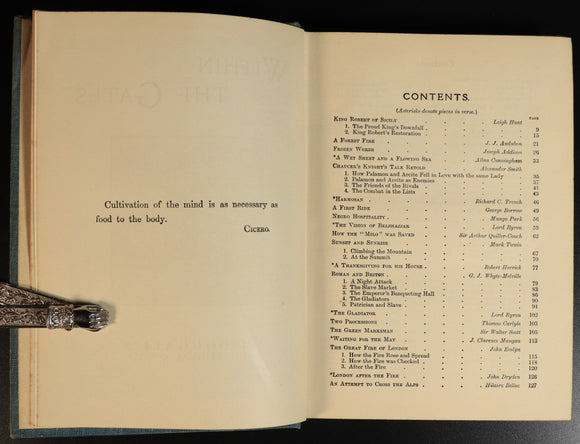 Cultivation of the mind is as necessary as
food to the body.
CICERO.
CONTENTS.
(Asterisks denote pieces in verse.)
PAGE
KING ROBERT OF SICILY Leigh Hunt
1. The Proud King's Downfall 9
2. King Robert's Restoration 15
A FOREST FIRE J. J. Audubon 21
FROZEN WORDS Joseph Addison 26
*A WET SHEET AND A FLOWING SEA Allan Cunningham 33
CHAUCER'S KNIGHT'S TALE RETOLD Alexander Smith
1. How Palamon and Arcite Fell in Love with the same Lady 35
2. Palamon and Arcite as Enemies 37
3. The Friends of the Rivals 41
4. The Combat in the Lists 43
*HARMOSAN Richard C. Trench 46
A FIRST RIDE George Borrow 49
NEGRO HOSPITALITY Mungo Park 56
*THE VISION OF BELSHAZZAR Lord Byron 59
HOW THE "MILO" WAS SAVED Sir Arthur Quiller-Couch 62
SUNSET AND SUNRISE Mark Twain
1. Climbing the Mountain 67
2. At the Summit 70
*A THANKSGIVING FOR HIS HOUSE Robert Herrick 77
ROMAN AND BRITON G. J. Whyte-Melville
1. A Night Attack 79
2. The Slave Market 83
3. The Emperor's Banqueting Hall 86
4. The Gladiators 90
5. Patrician and Slave 94
*THE GLADIATOR Lord Byron 102
TWO PROCESSIONS Thomas Carlyle 103
THE GREEN MARKSMAN Sir Walter Scott 105
*WAITING FOR THE MAY J. Clarence Mangan 113
THE GREAT FIRE OF LONDON John Evelyn
1. How the Fire Rose and Spread 115
2. How the Fire was Checked 118
3. After the Fire 120
*LONDON AFTER THE FIRE John Dryden 126
AN ATTEMPT TO CROSS THE ALPS Hilaire Belloc 127